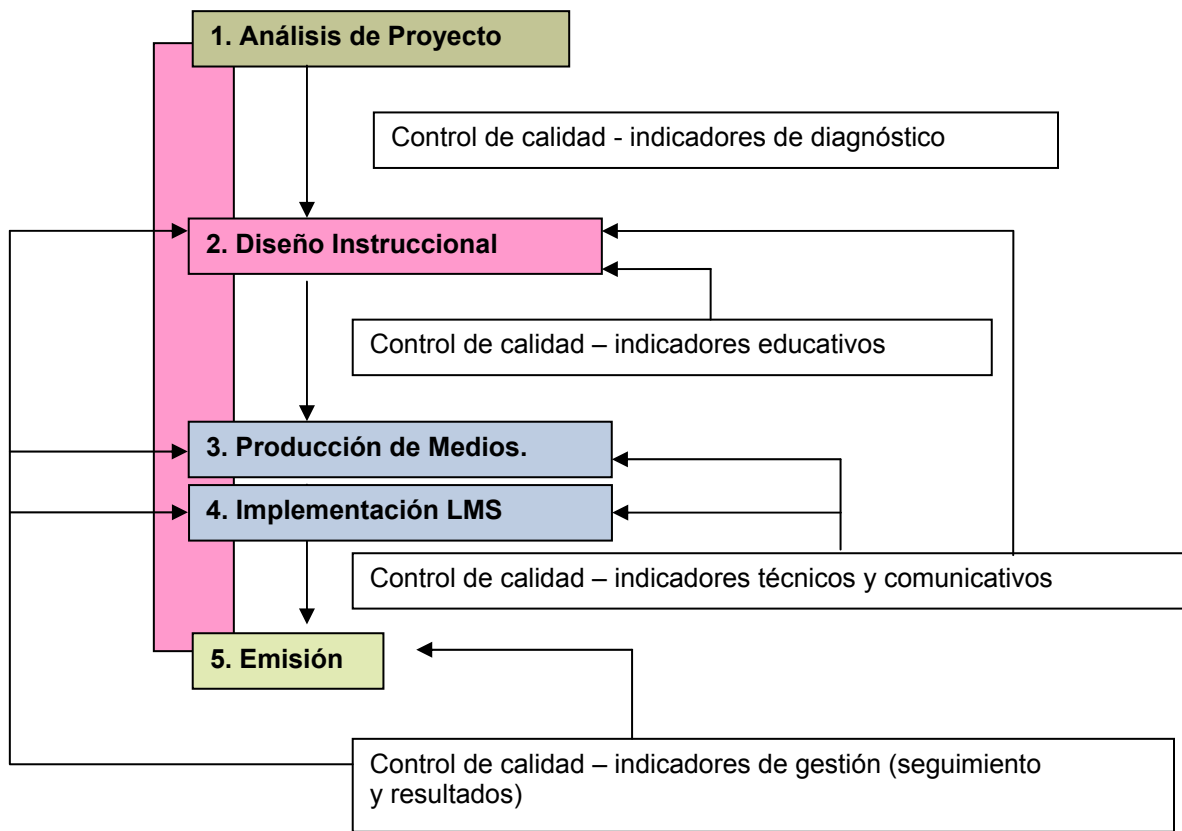 1. Análisis de Proyecto
Control de calidad - indicadores de diagnóstico
2. Diseño Instruccional
Control de calidad – indicadores educativos
3. Producción de Medios.
4. Implementación LMS
Control de calidad – indicadores técnicos y comunicativos
5. Emisión
Control de calidad – indicadores de gestión (seguimiento
y resultados)